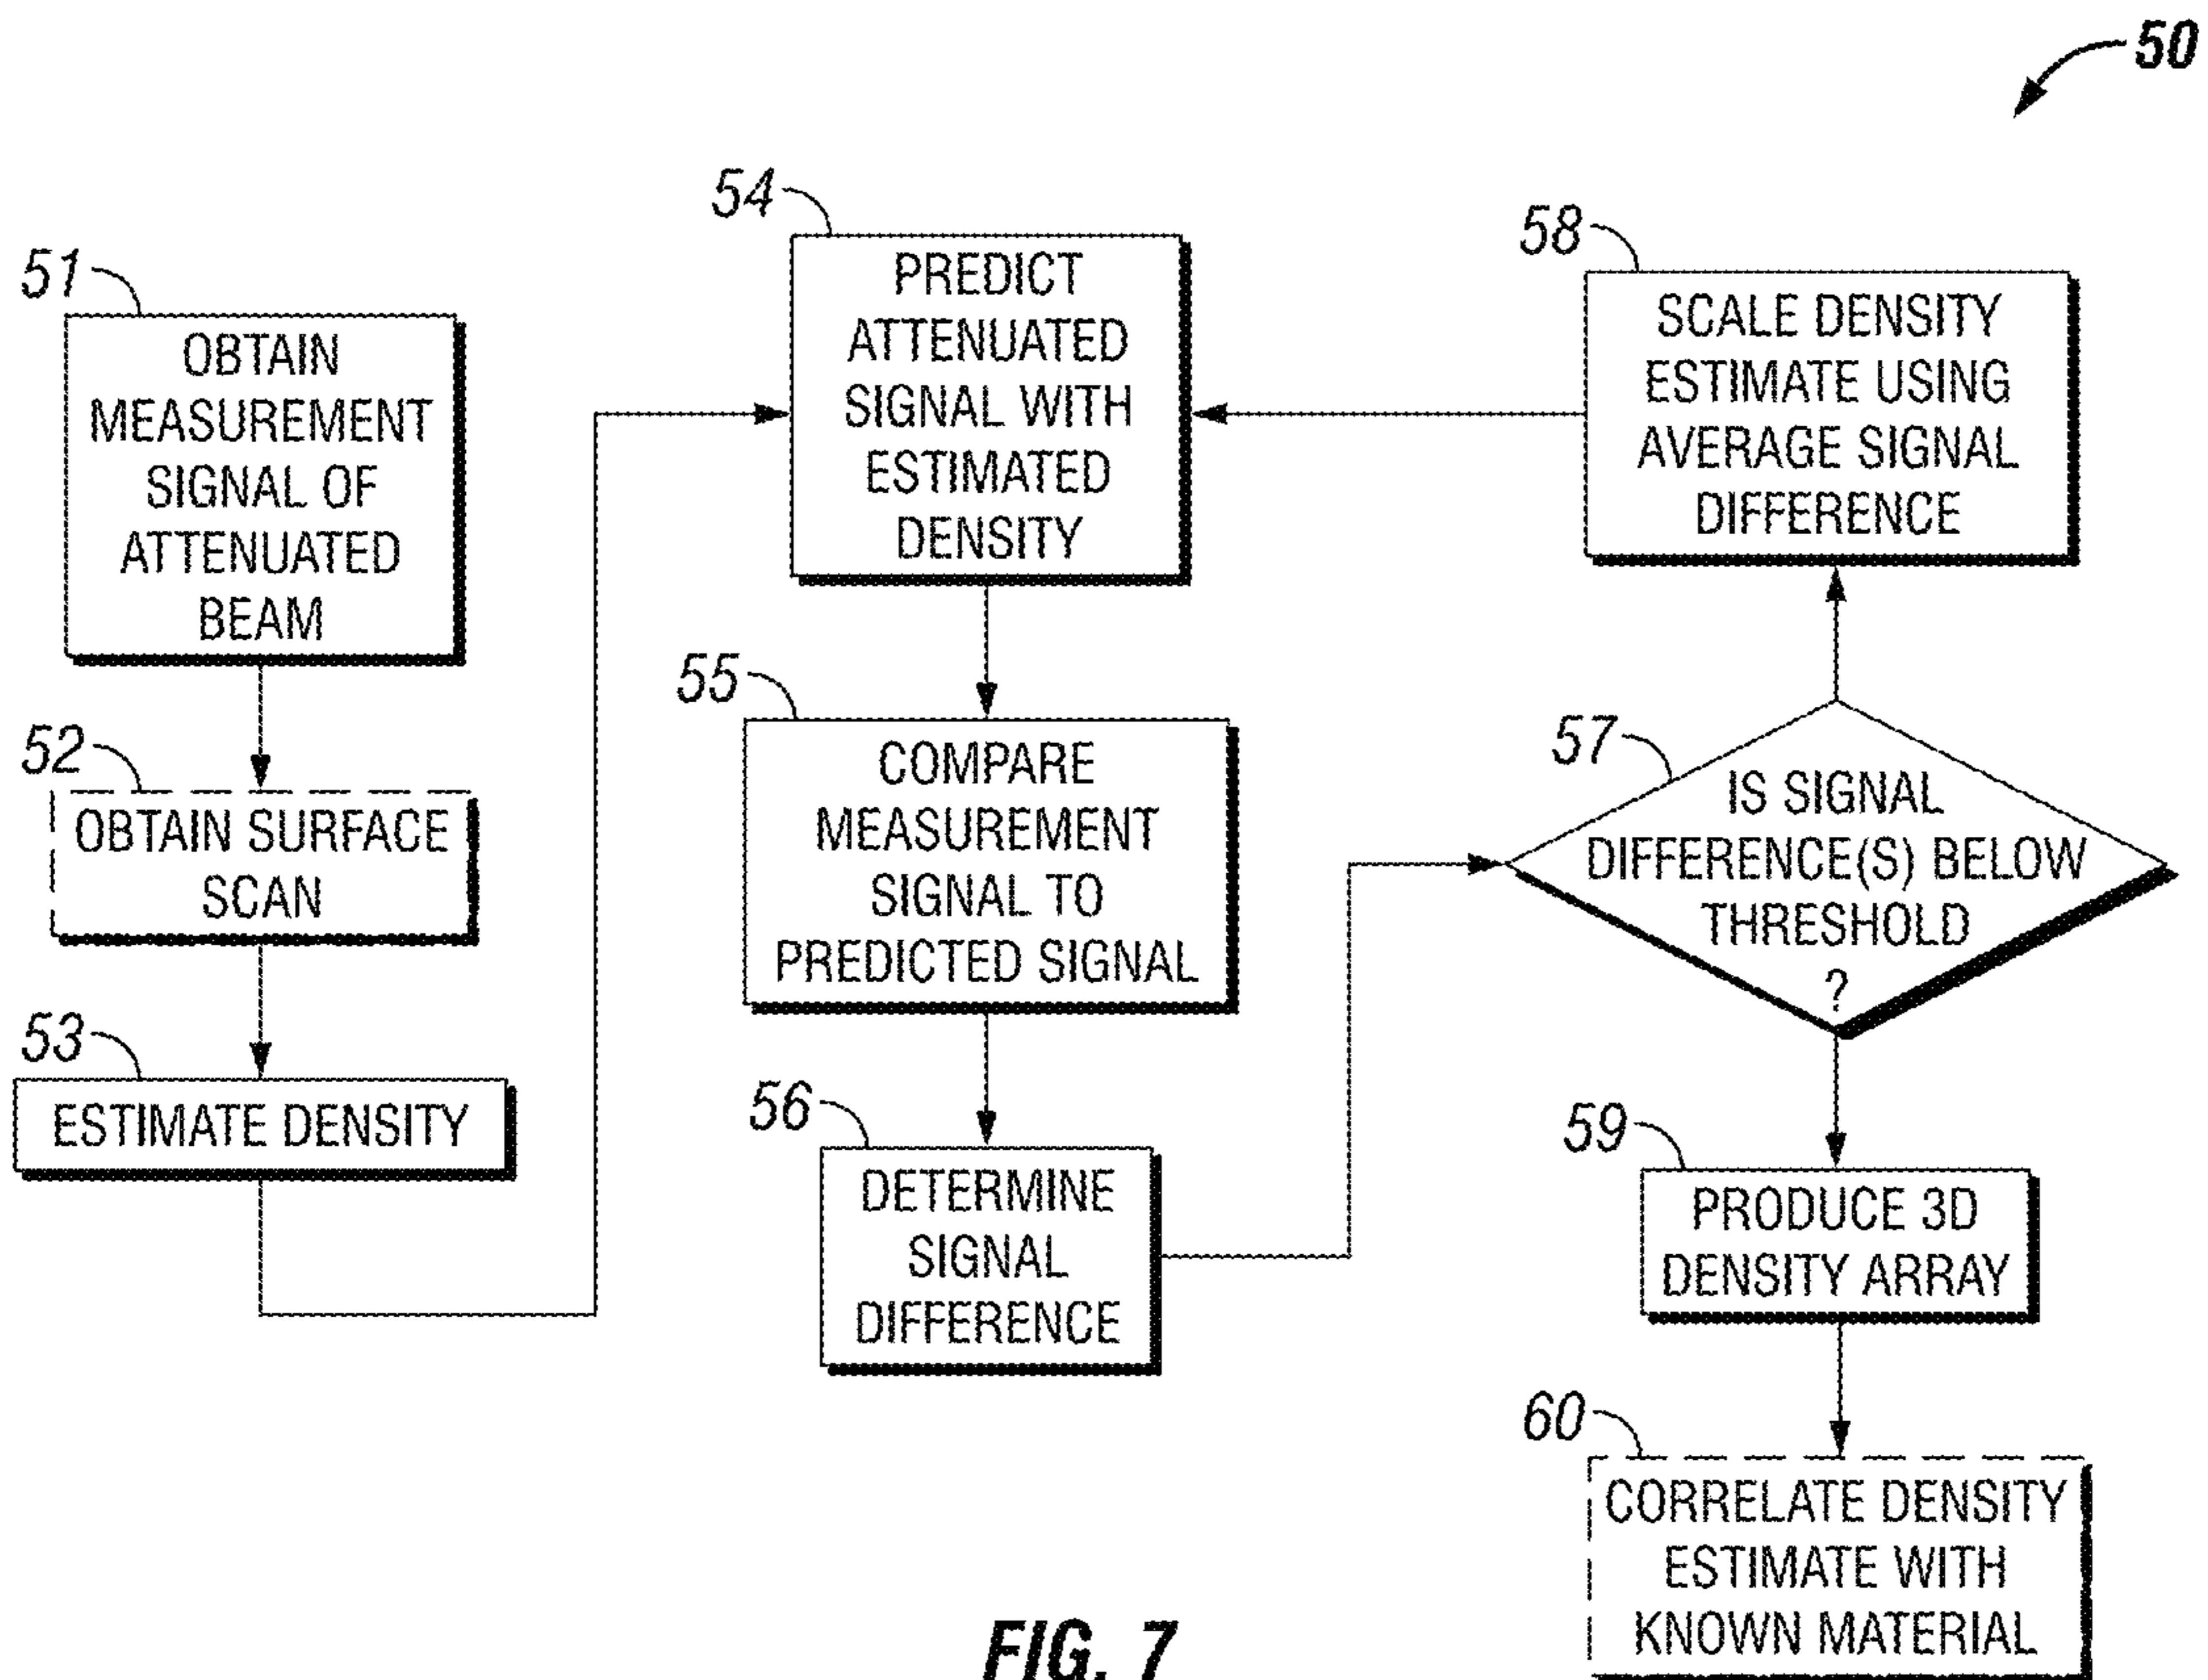 50
51
OBTAIN
MEASUREMENT
SIGNAL OF
ATTENUATED
BEAM
52
OBTAIN SURFACE
SCAN
53
ESTIMATE DENSITY
54
PREDICT
ATTENUATED
SIGNAL WITH
ESTIMATED
DENSITY
55
COMPARE
MEASUREMENT
SIGNAL TO
PREDICTED SIGNAL
56
DETERMINE
SIGNAL
DIFFERENCE
57
IS SIGNAL
DIFFERENCE(S) BELOW
THRESHOLD
?
58
SCALE DENSITY
ESTIMATE USING
AVERAGE SIGNAL
DIFFERENCE
59
PRODUCE 3D
DENSITY ARRAY
60
CORRELATE DENSITY
ESTIMATE WITH
KNOWN MATERIAL
FIG. 7